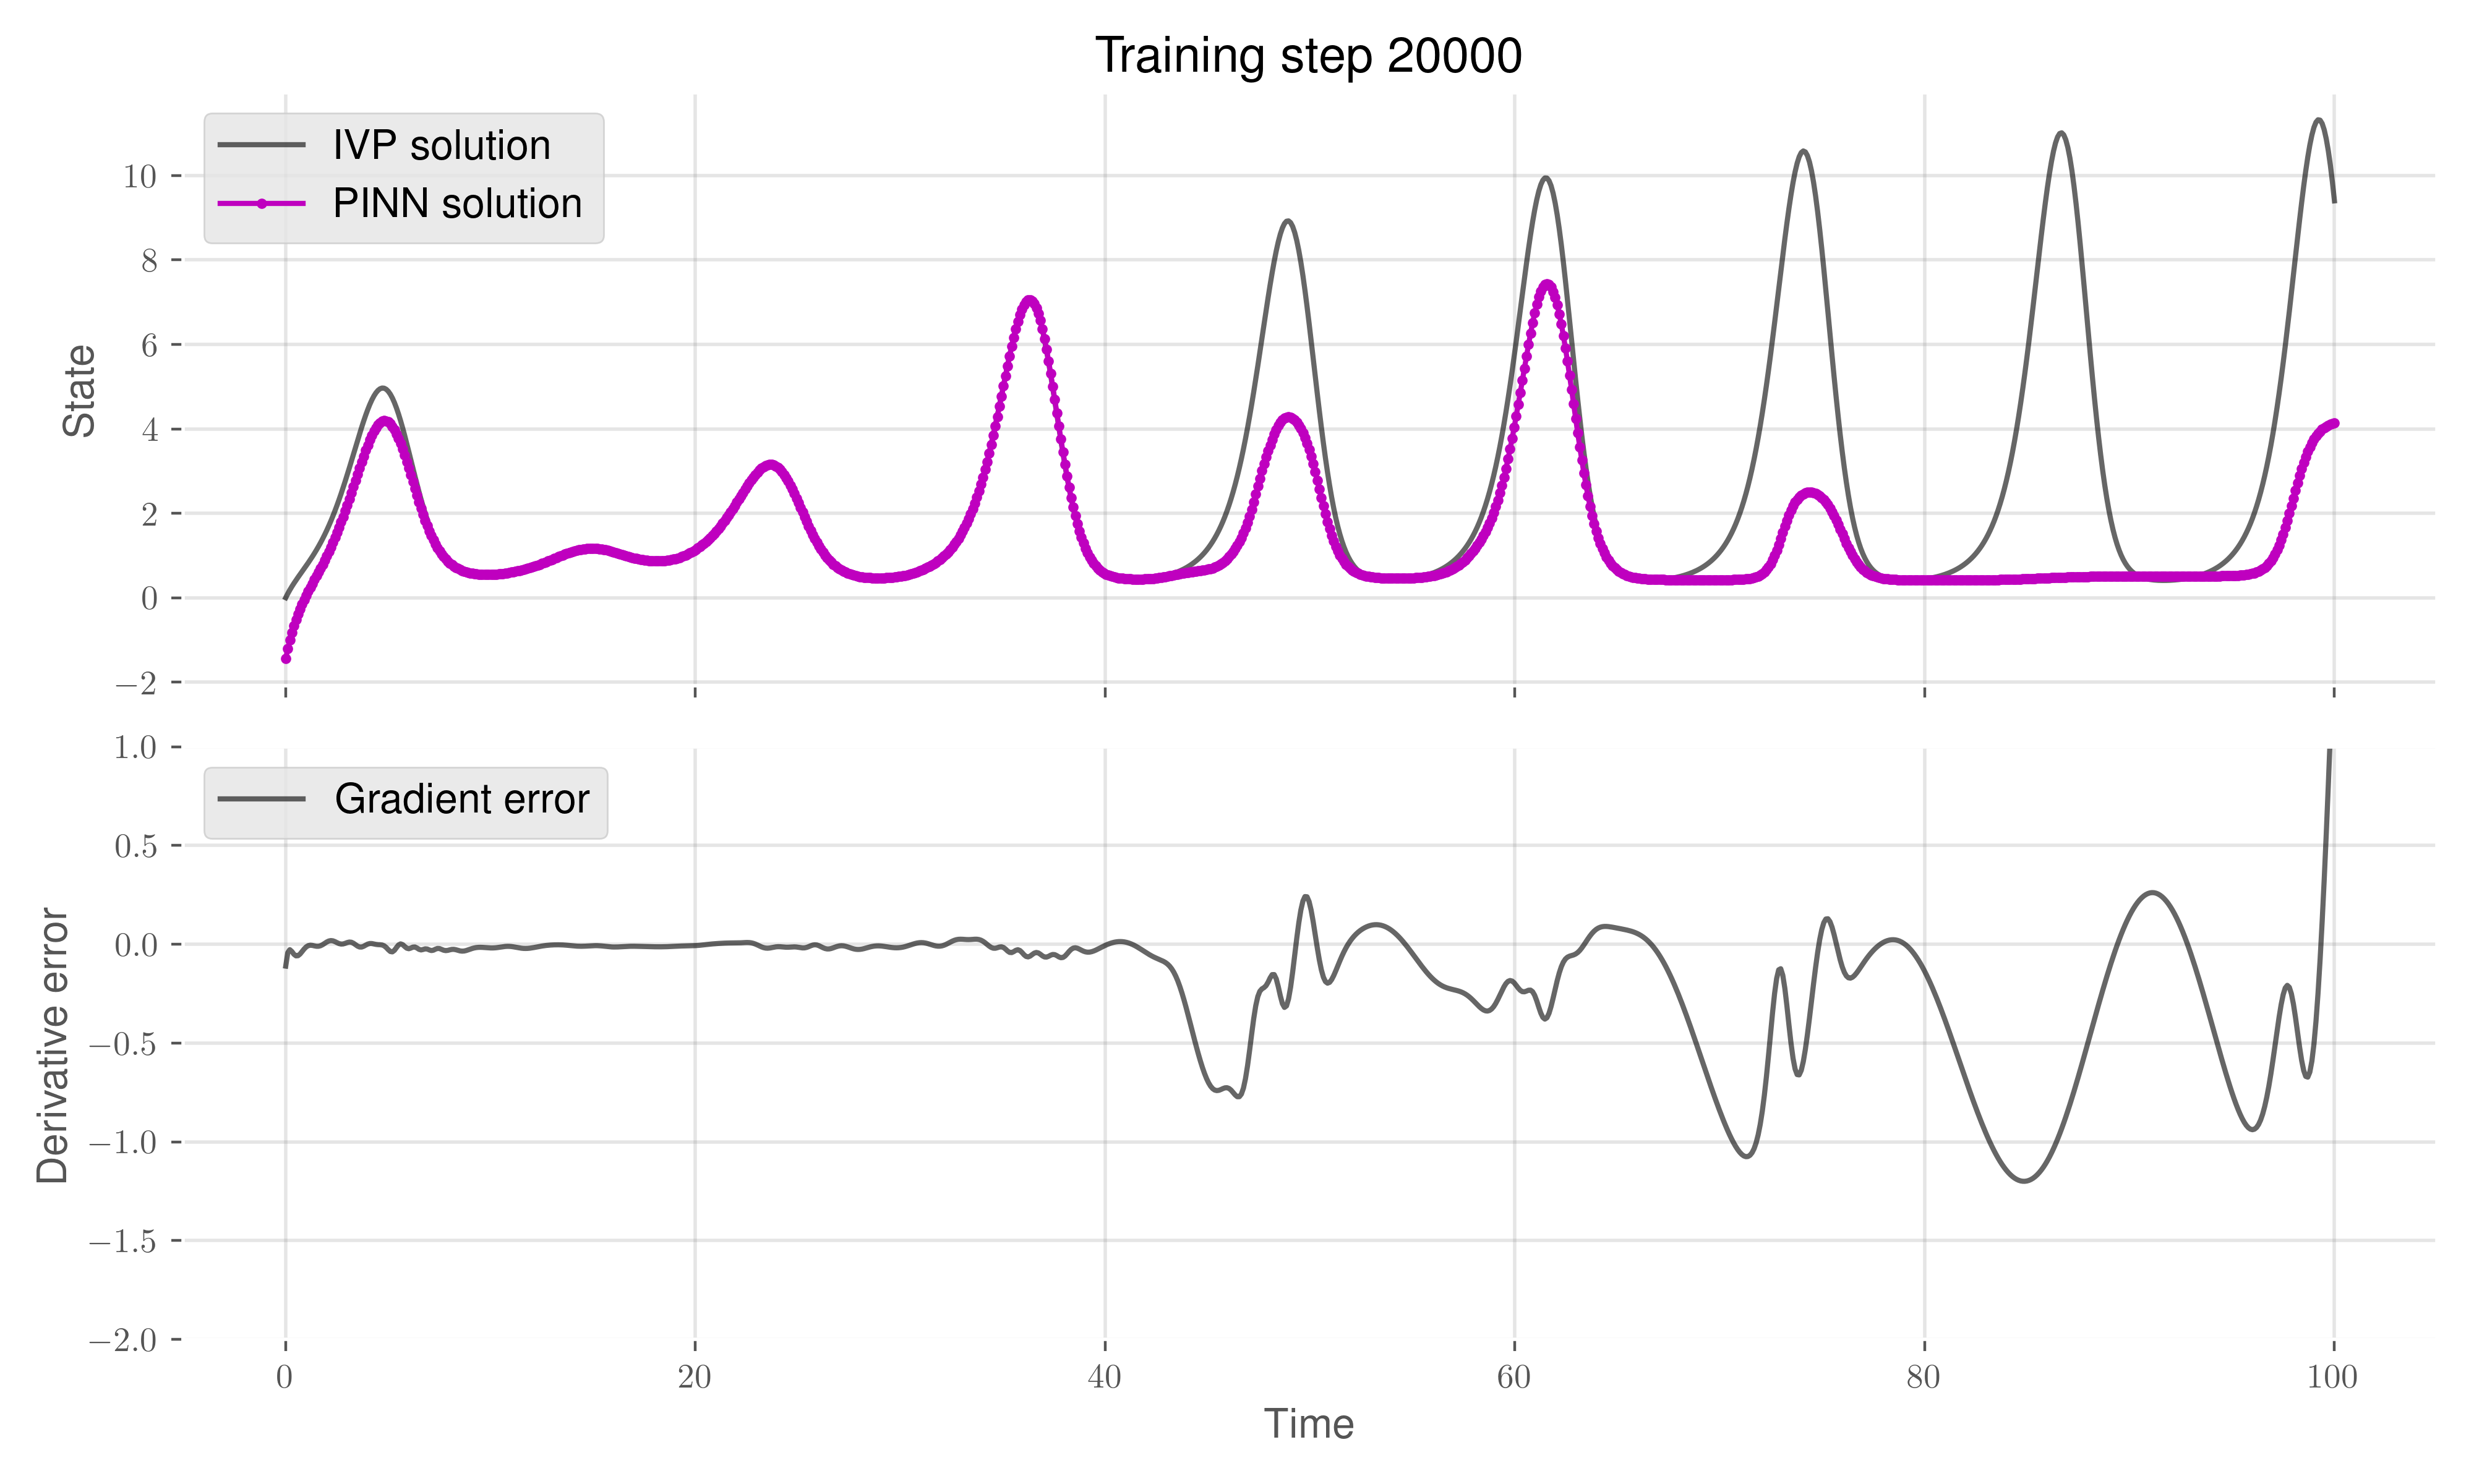 Training step 20000
IVP solution
PINN solution
State
10
8
6
4
2
0
−2
Gradient error
Derivative error
1.0
0.5
0.0
−0.5
−1.0
−1.5
−2.0
0 20 40 60 80 100
Time